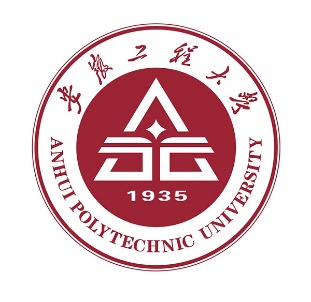 安徽工程大学
1935
ANHUI POLYTECHNIC UNIVERSITY